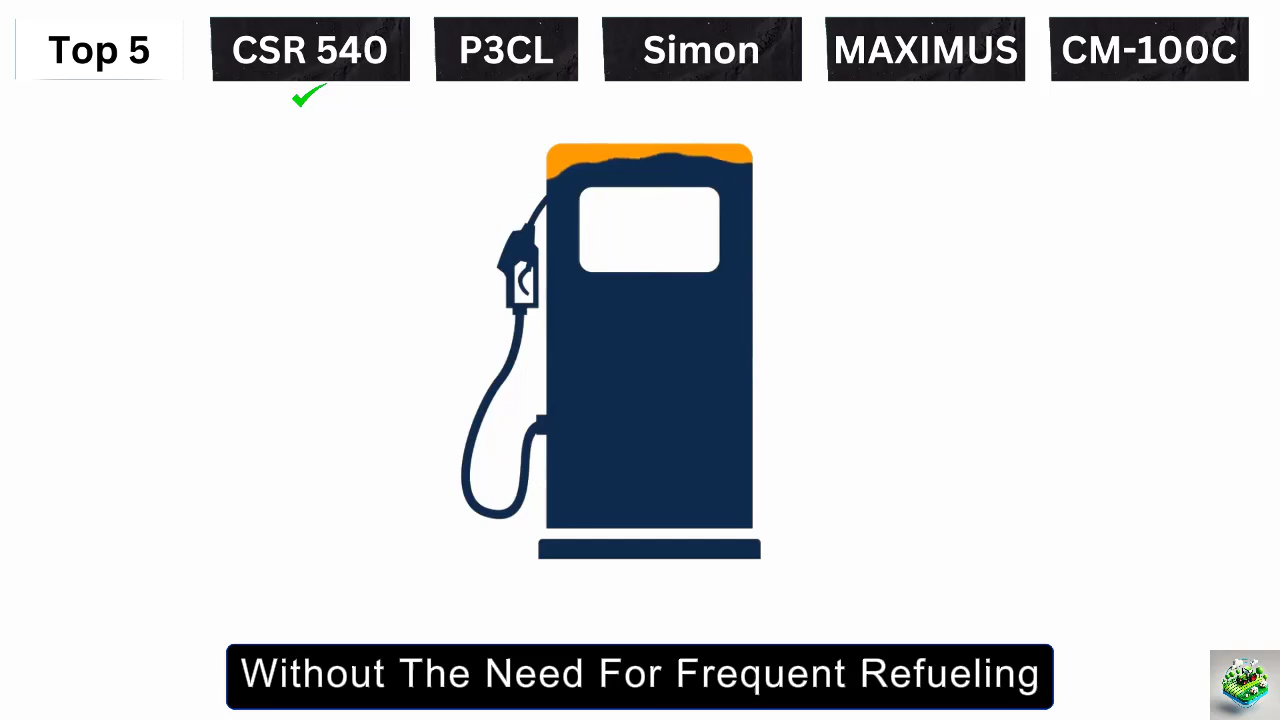 Top 5 CSR 540 P3CL Simon MAXIMUS CM-100C
Without The Need For Frequent Refueling